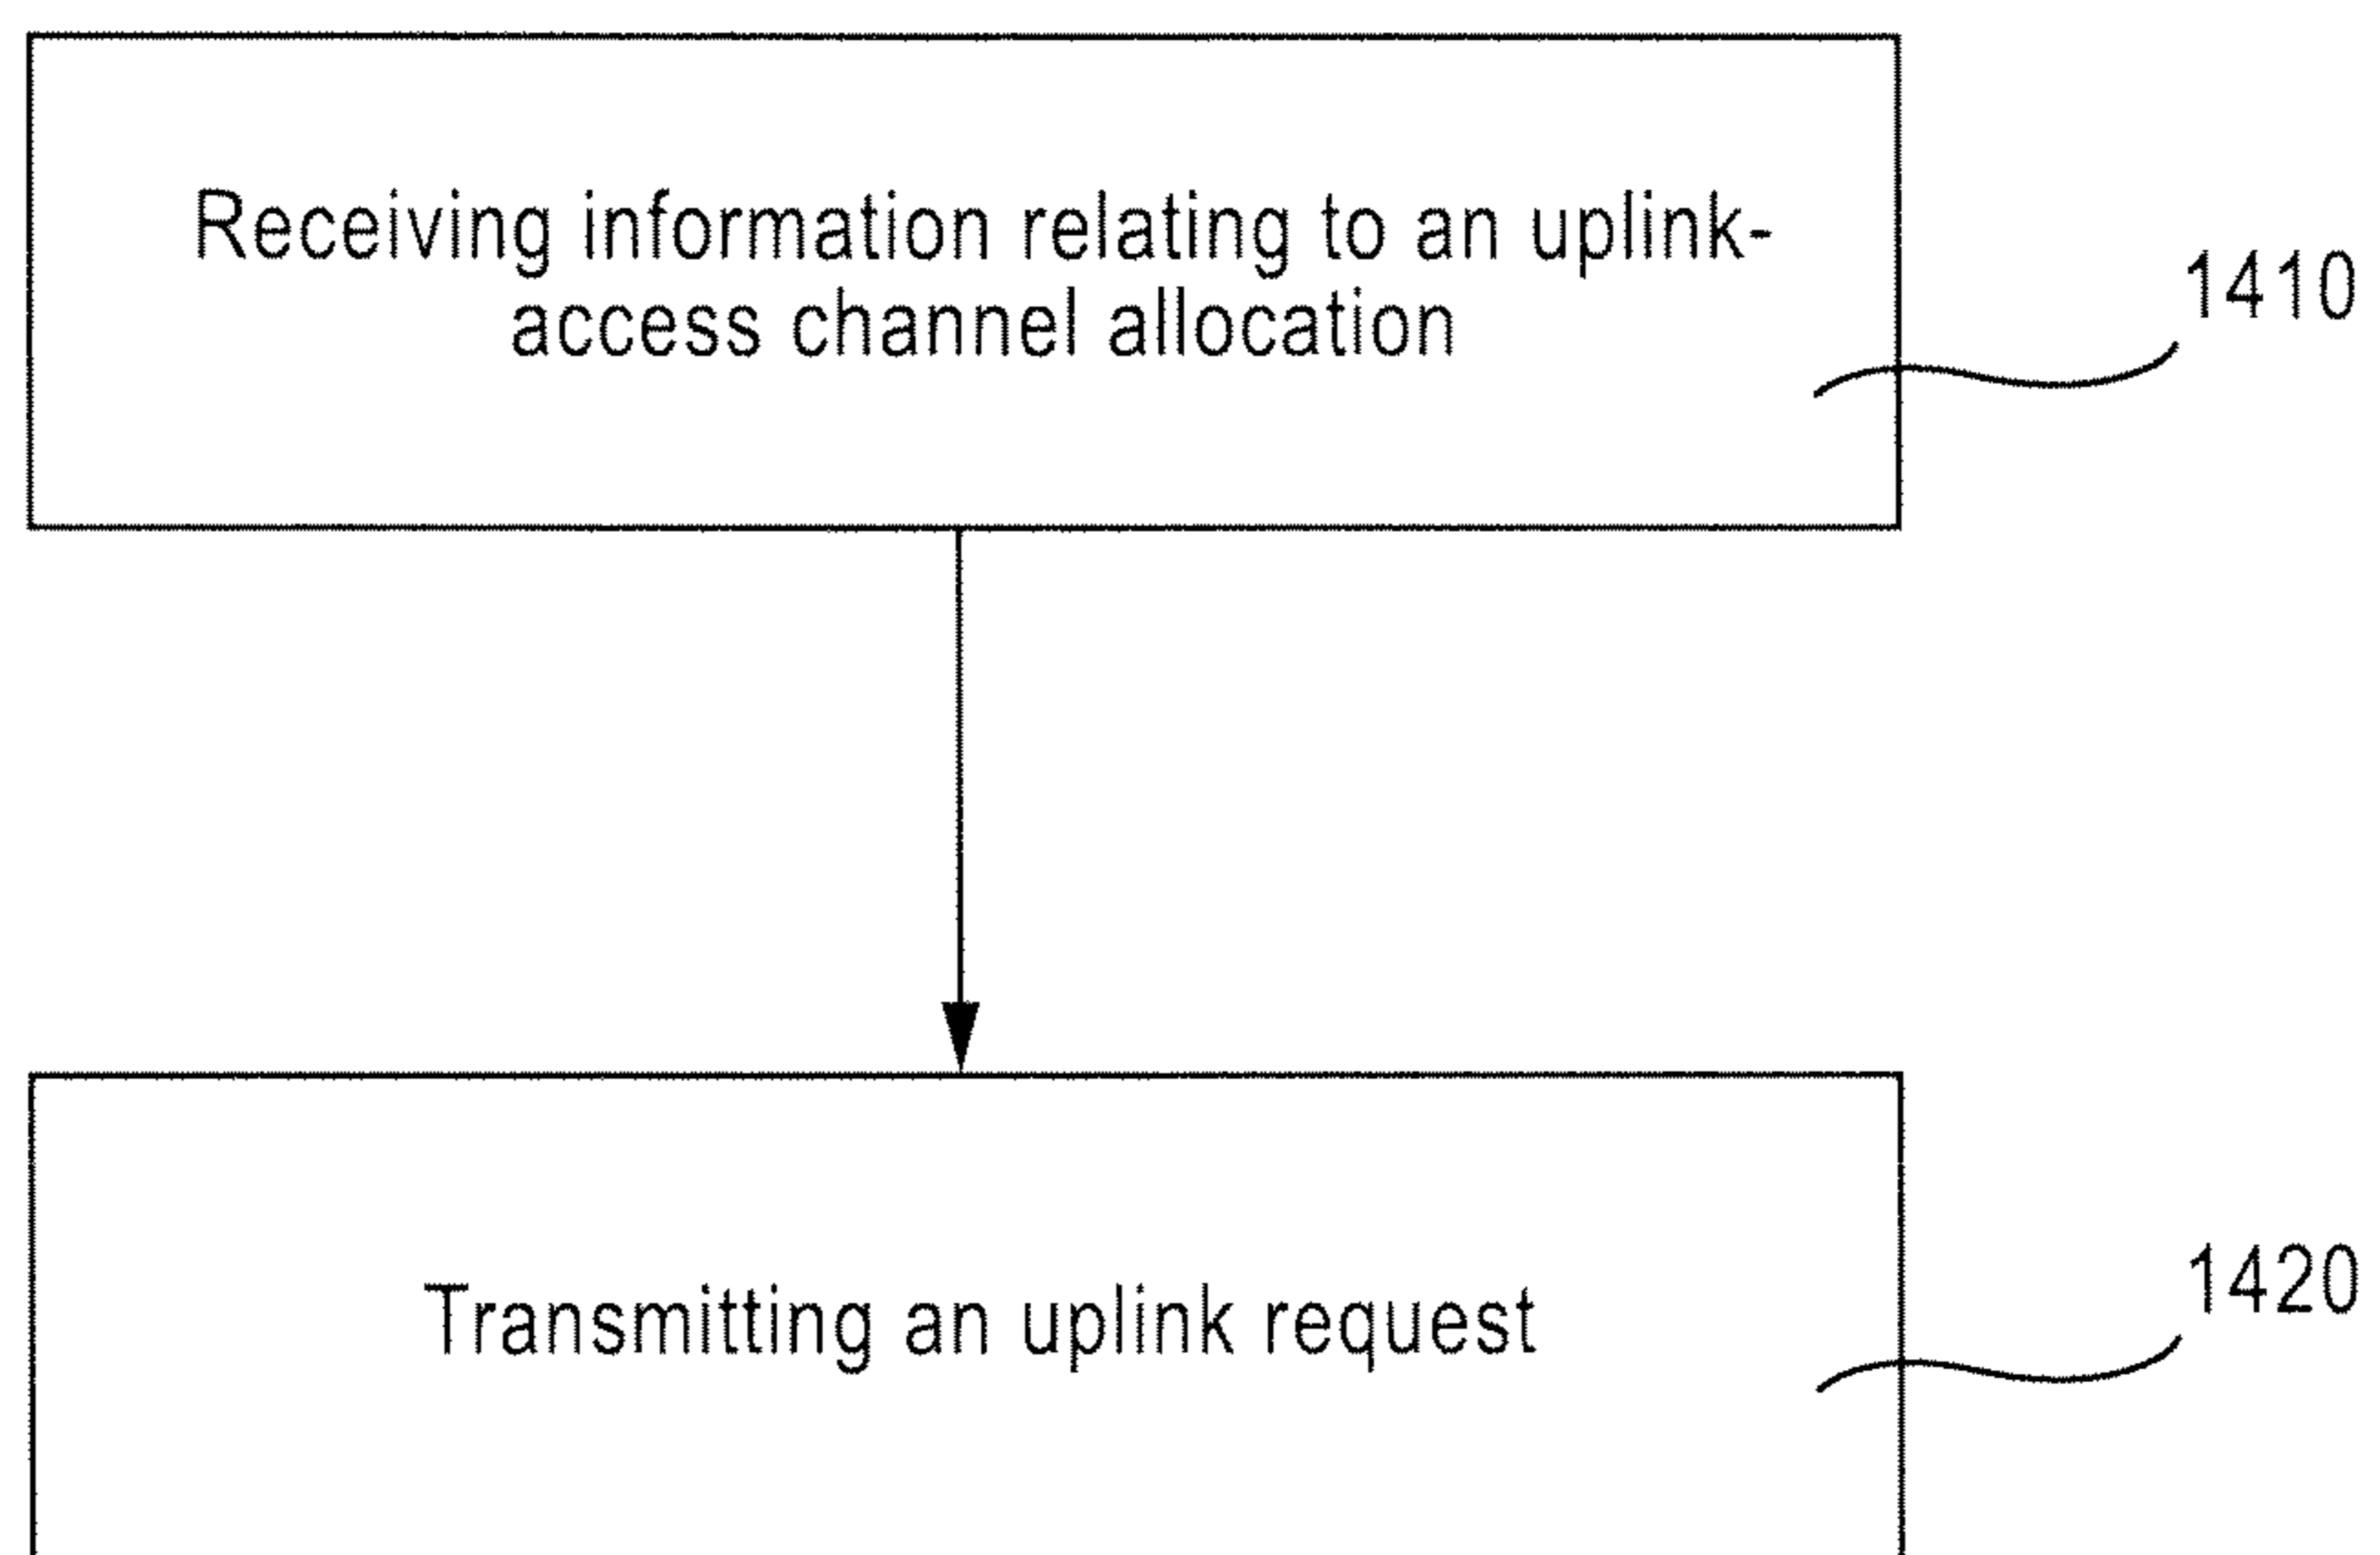 Receiving information relating to an uplink-
access channel allocation
1410
Transmitting an uplink request
1420